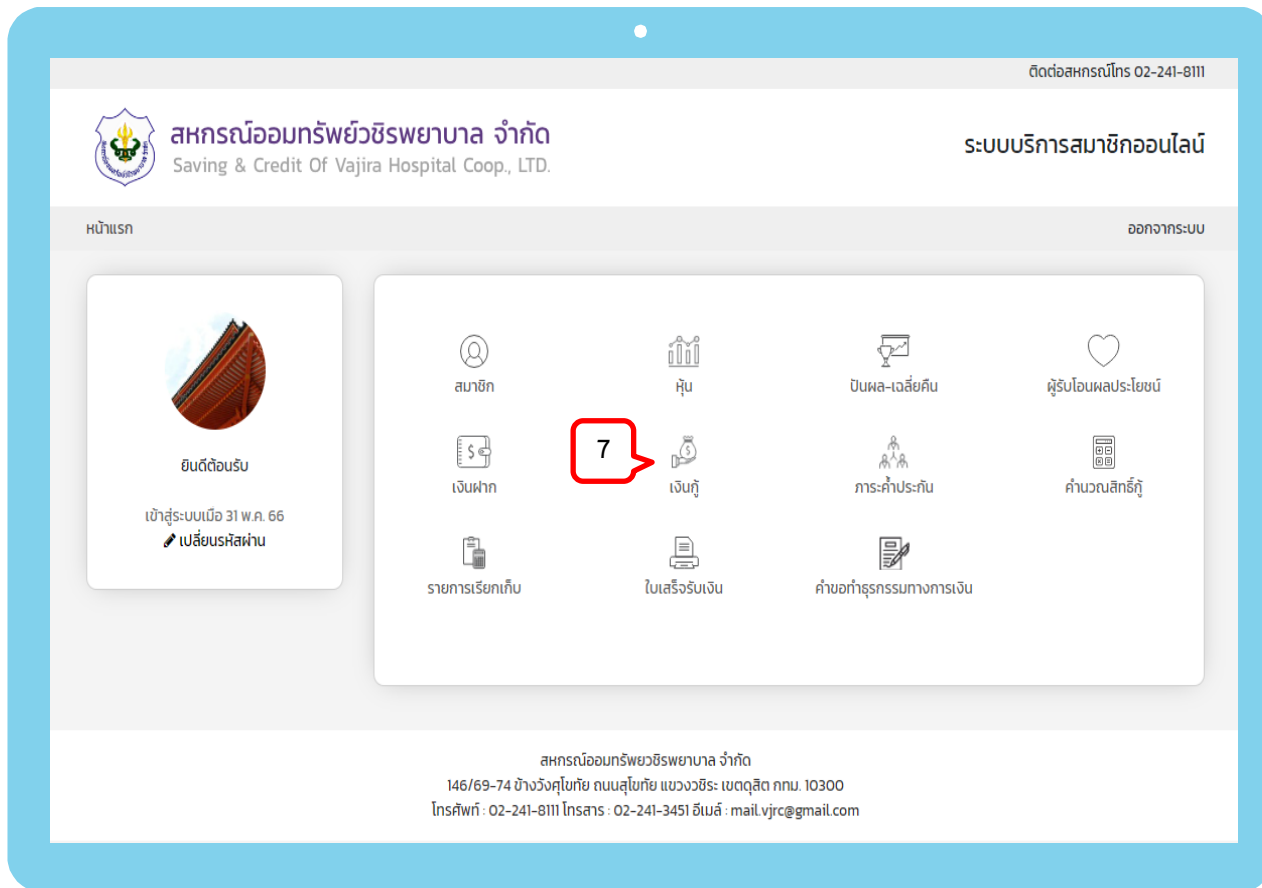 ติดต่อสหกรณ์โทร 02-241-8111
สหกรณ์ออมทรัพย์วชิรพยาบาล จำกัด
Saving & Credit Of Vajira Hospital Coop., LTD.
ระบบบริการสมาชิกออนไลน์
หน้าแรก
ออกจากระบบ
ยินดีต้อนรับ
เข้าสู่ระบบเมื่อ 31 พ.ค. 66
เปลี่ยนรหัสผ่าน
สมาชิก
หุ้น
ปันผล-เฉลี่ยคืน
ผู้รับโอนผลประโยชน์
เงินฝาก
7
เงินกู้
ภาระค้ำประกัน
คำนวณสิทธิ์กู้
รายการเรียกเก็บ
ใบเสร็จรับเงิน
คำขอทำธุรกรรมทางการเงิน
สหกรณ์ออมทรัพยวชิรพยาบาล จำกัด
146/69-74 ข้างวังศุโขทัย ถนนสุโขทัย แขวงวชิระ เขตดุสิต กทม. 10300
โทรศัพท์ : 02-241-8111 โทรสาร : 02-241-3451 อีเมล์ : mail.vjrc@gmail.com